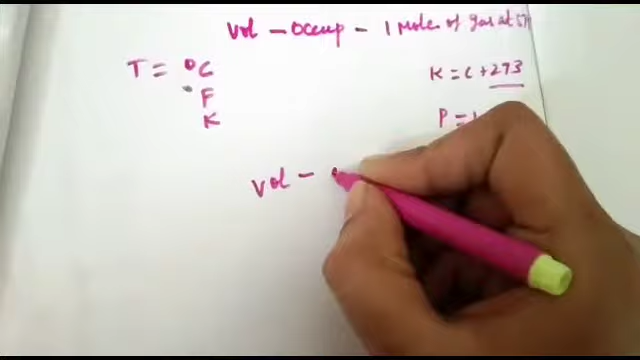 Vol - Occup - 1 Mole of gas at
T = °C
K = C + 273
°F
K
P =
Vol -